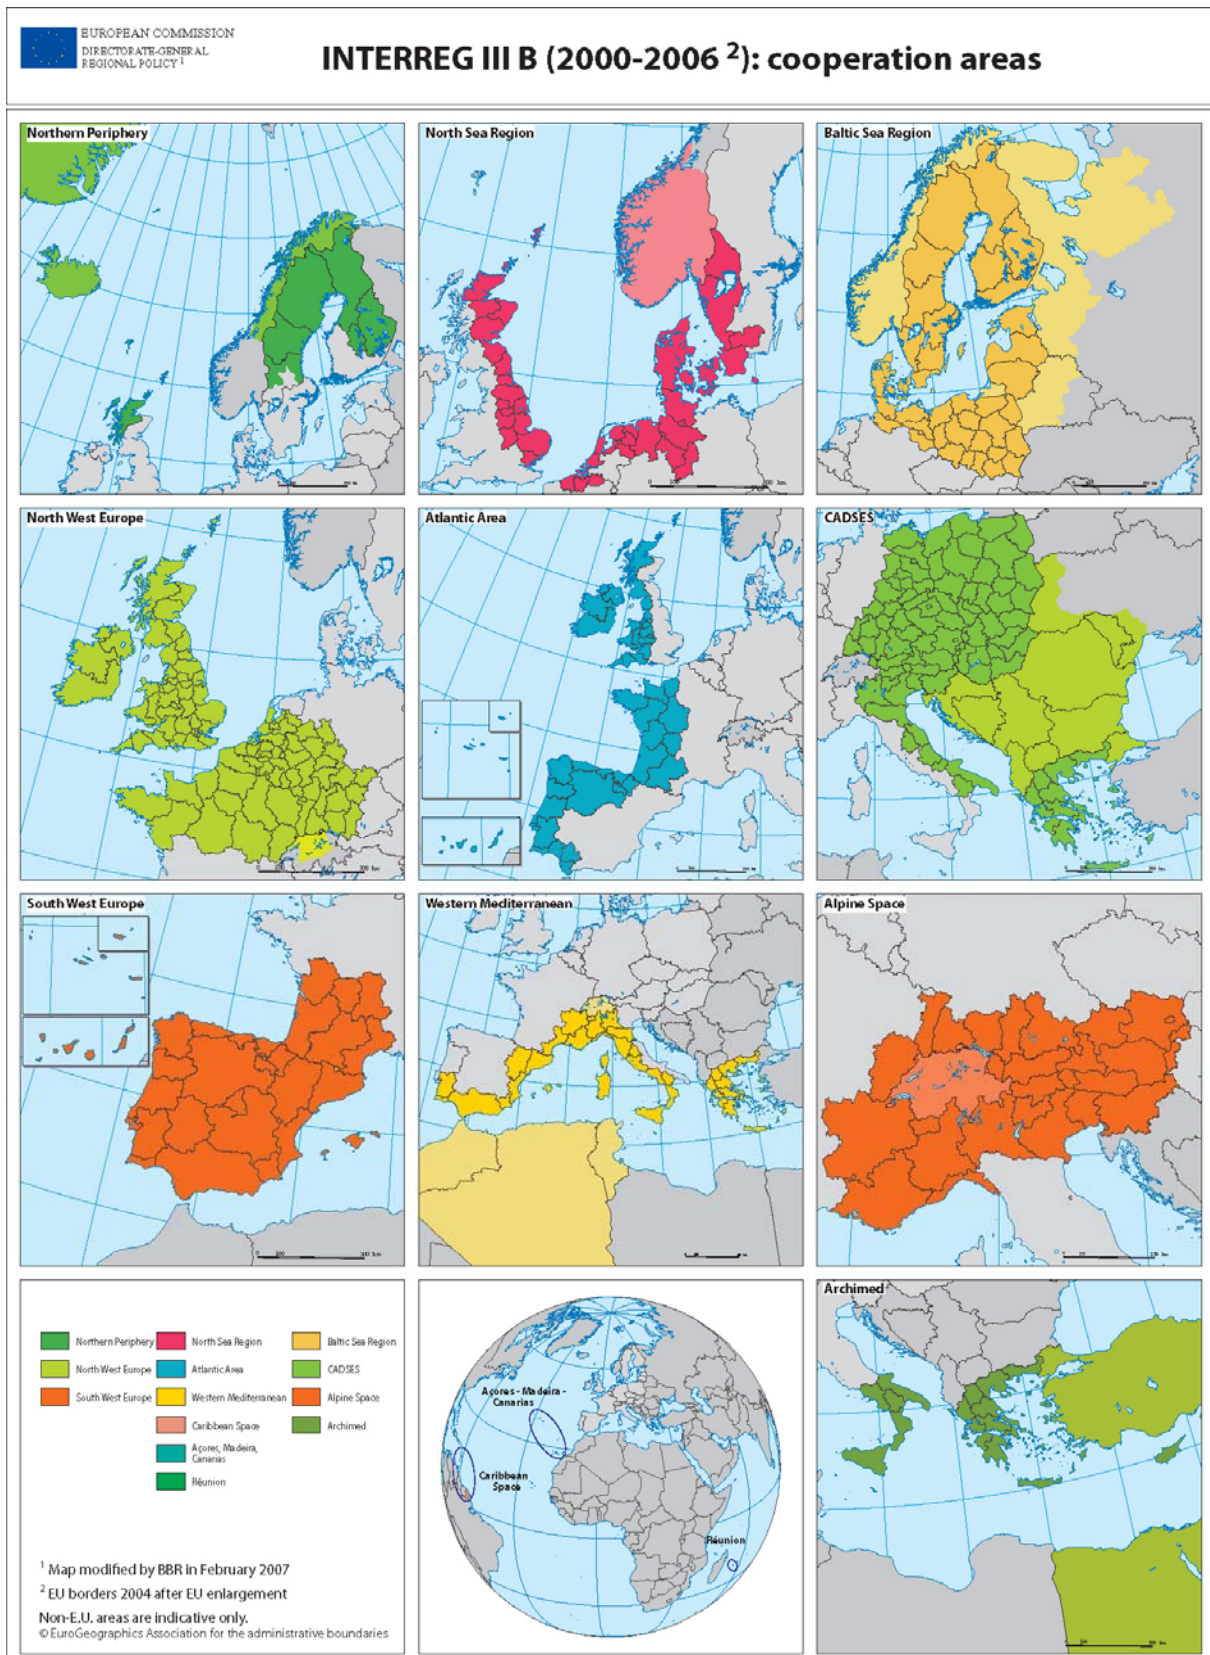 EUROPEAN COMMISSION
DIRECTORATE-GENERAL
REGIONAL POLICY 1
INTERREG III B (2000-2006 2): cooperation areas
Northern Periphery
North Sea Region
Baltic Sea Region
North West Europe
Atlantic Area
CADSES
South West Europe
Western Mediterranean
Alpine Space
Northern Periphery
North Sea Region
Baltic Sea Region
North West Europe
Atlantic Area
CADSES
South West Europe
Western Mediterranean
Alpine Space
Caribbean Space
Archimed
Açores, Madeira,
Canarias
Réunion
1 Map modified by BBR in February 2007
2 EU borders 2004 after EU enlargement
Non-E.U. areas are indicative only.
© EuroGeographics Association for the administrative boundaries
Açores - Madeira -
Canarias
Caribbean
Space
Réunion
Archimed